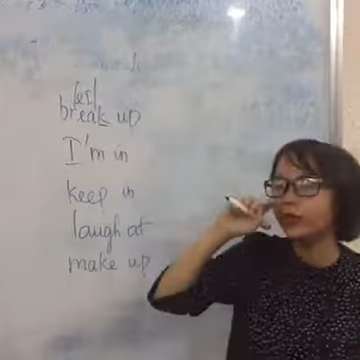 [eɪ]
break up
I'm in
keep in
laugh at
make up